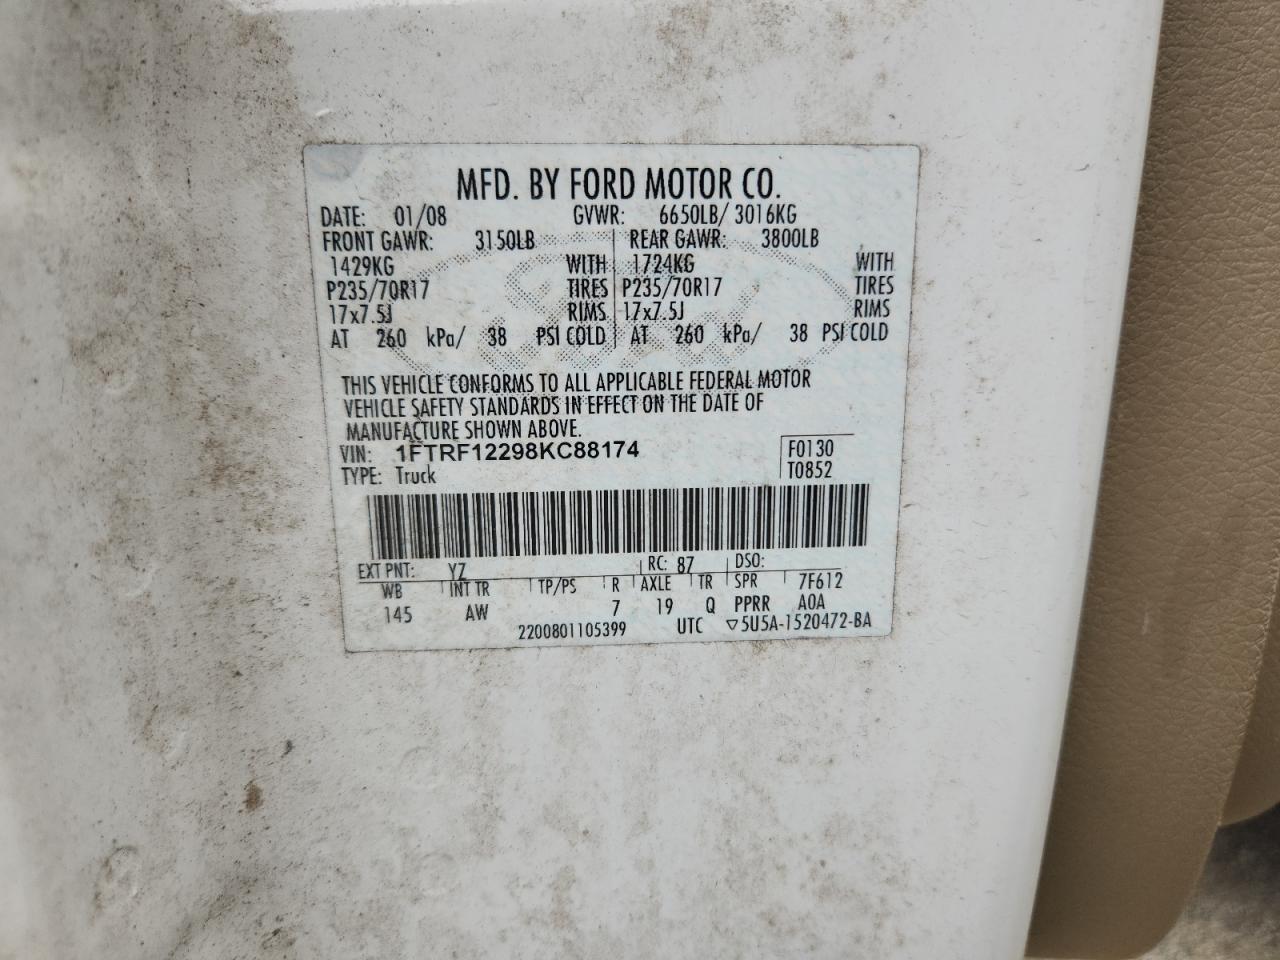 MFD. BY FORD MOTOR CO.
DATE: 01/08 GVWR: 6650LB/ 3016KG
FRONT GAWR: 3150LB REAR GAWR: 3800LB
1429KG WITH 1724KG WITH
P235/70R17 TIRES P235/70R17 TIRES
17x7.5J RIMS 17x7.5J RIMS
AT 260 kPa/ 38 PSI COLD AT 260 kPa/ 38 PSI COLD
THIS VEHICLE CONFORMS TO ALL APPLICABLE FEDERAL MOTOR
VEHICLE SAFETY STANDARDS IN EFFECT ON THE DATE OF
MANUFACTURE SHOWN ABOVE.
VIN: 1FTRF12298KC88174 F0130
TYPE: Truck T0852
EXT PNT: YZ RC: 87 DSO:
WB INT TR TP/PS R AXLE TR SPR 7F612
145 AW 7 19 Q PPRR A0A
2200801105399 UTC ▽5U5A-1520472-BA